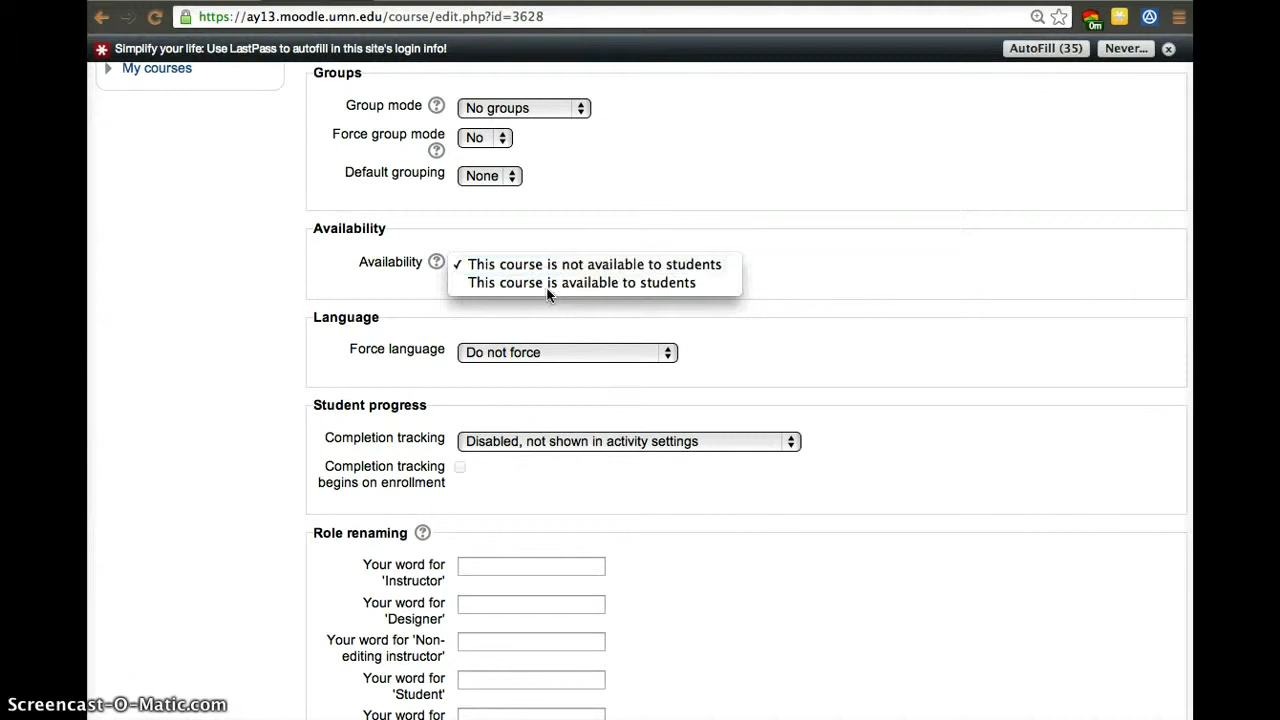 https://ay13.moodle.umn.edu/course/edit.php?id=3628
0m
Simplify your life: Use LastPass to autofill in this site's login info!
AutoFill (35)
Never...
My courses
Groups
Group mode
No groups
Force group mode
No
Default grouping
None
Availability
Availability
✓ This course is not available to students
This course is available to students
Language
Force language
Do not force
Student progress
Completion tracking
Disabled, not shown in activity settings
Completion tracking
begins on enrollment
Role renaming
Your word for
'Instructor'
Your word for
'Designer'
Your word for 'Non-
editing instructor'
Your word for
'Student'
Your word for
Screencast-O-Matic.com